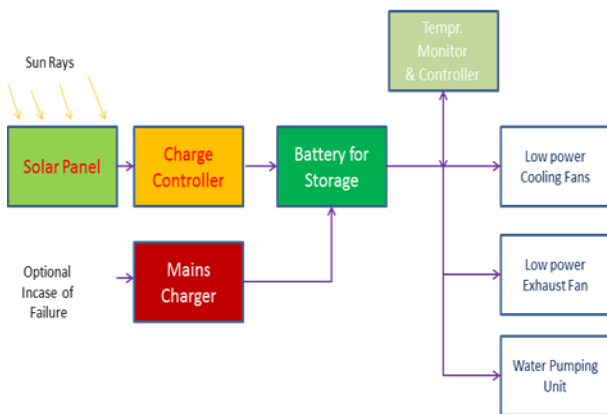 Tempr.
Monitor
& Controller
Sun Rays
Solar Panel
Charge
Controller
Battery for
Storage
Low power
Cooling Fans
Optional
Incase of
Failure
Mains
Charger
Low power
Exhaust Fan
Water Pumping
Unit